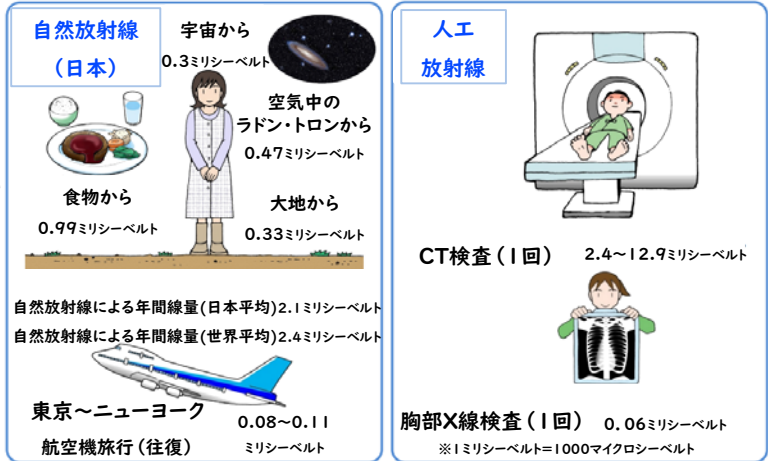 自然放射線
（日本）
宇宙から
0.3ミリシーベルト
空気中の
ラドン・トロンから
0.47ミリシーベルト
食物から
0.99ミリシーベルト
大地から
0.33ミリシーベルト
自然放射線による年間線量(日本平均)2.1ミリシーベルト
自然放射線による年間線量(世界平均)2.4ミリシーベルト
東京～ニューヨーク
航空機旅行（往復）
0.08～0.11
ミリシーベルト
人工
放射線
CT検査（1回） 2.4～12.9ミリシーベルト
胸部X線検査（1回） 0.06ミリシーベルト
※1ミリシーベルト=1000マイクロシーベルト